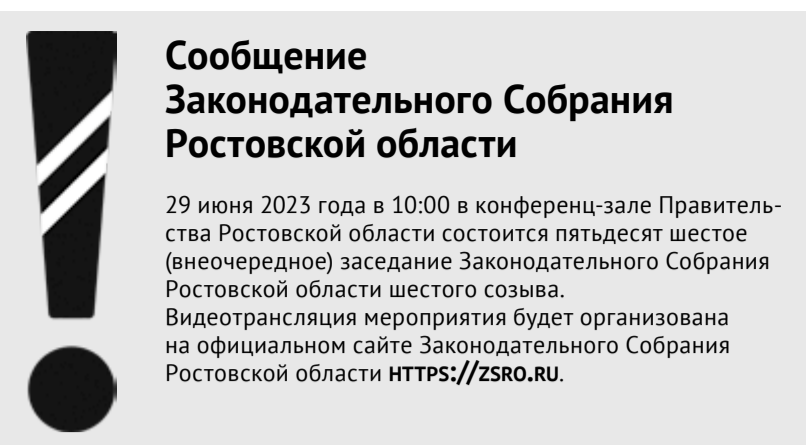 Сообщение
Законодательного Собрания
Ростовской области
29 июня 2023 года в 10:00 в конференц-зале Правитель-
ства Ростовской области состоится пятьдесят шестое
(внеочередное) заседание Законодательного Собрания
Ростовской области шестого созыва.
Видеотрансляция мероприятия будет организована
на официальном сайте Законодательного Собрания
Ростовской области HTTPS://ZSRO.RU.